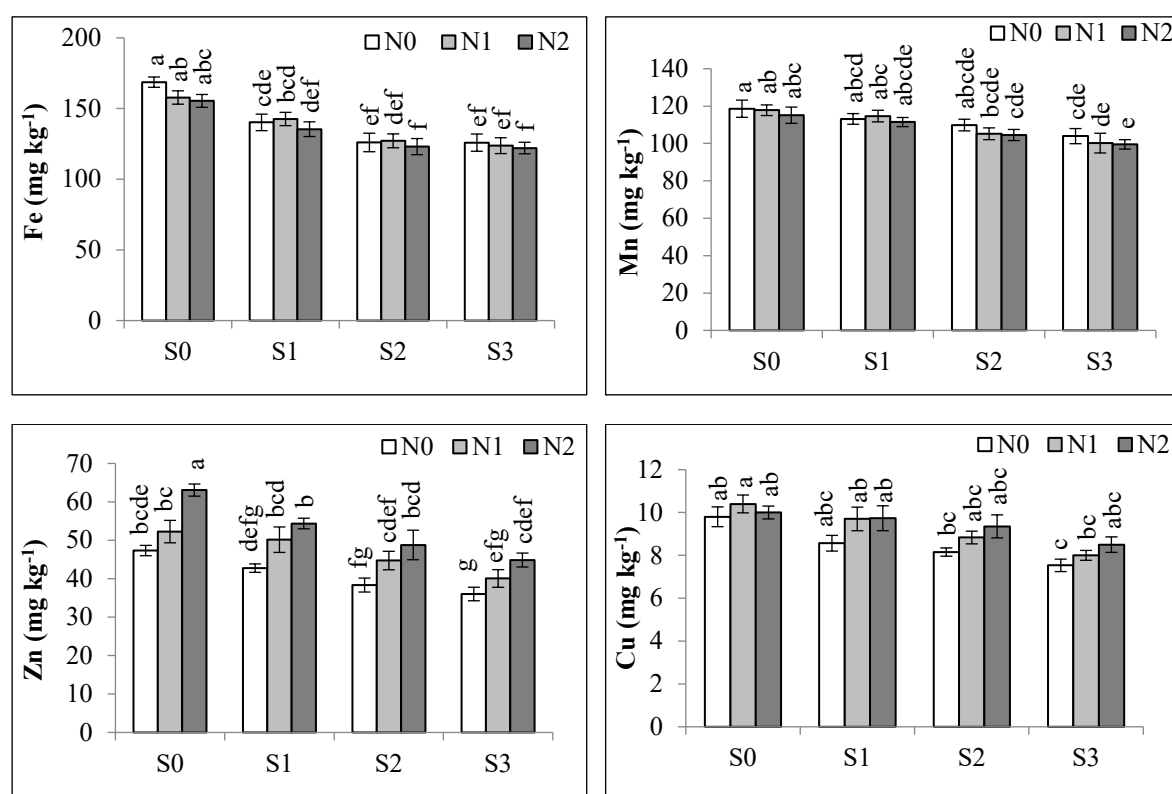 N0 N1 N2
Fe (mg kg-1)
200
150
100
50
0
a ab abc cde bcd def ef def f ef ef f
S0 S1 S2 S3
N0 N1 N2
Mn (mg kg-1)
140
120
100
80
60
40
20
0
a ab abc abcd abc abcde abcde bcde cde cde de e
S0 S1 S2 S3
N0 N1 N2
Zn (mg kg-1)
70
60
50
40
30
20
10
0
bcde bc a defg bcd b fg cdef bcd g efg cdef
S0 S1 S2 S3
N0 N1 N2
Cu (mg kg-1)
12
10
8
6
4
2
0
ab a ab abc ab ab bc abc abc c bc abc
S0 S1 S2 S3